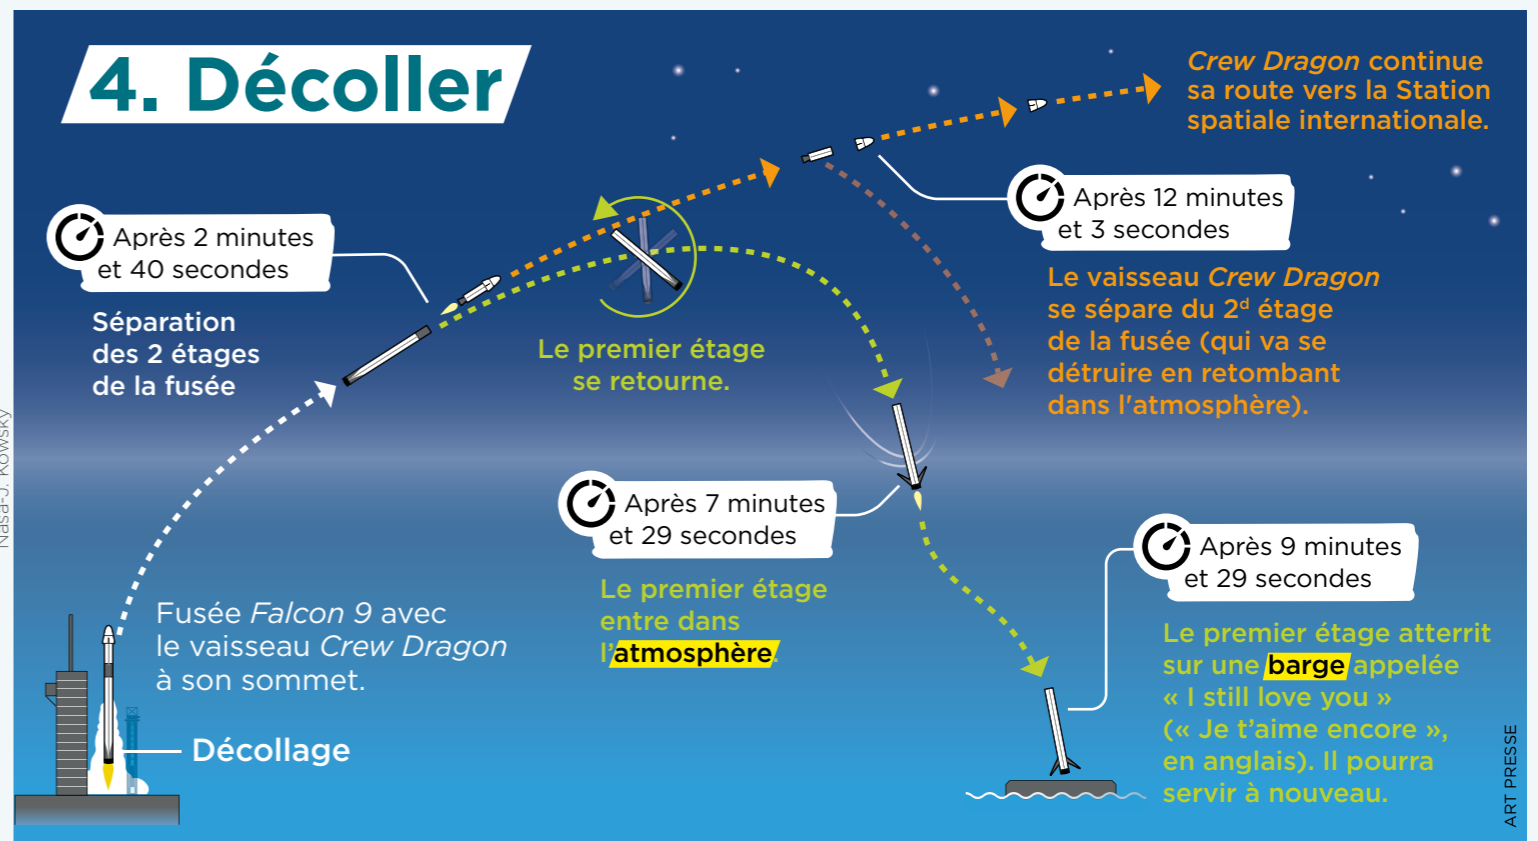 4. Décoller
Crew Dragon continue
sa route vers la Station
spatiale internationale.
Après 12 minutes
et 3 secondes
Le vaisseau Crew Dragon
se sépare du 2d étage
de la fusée (qui va se
détruire en retombant
dans l'atmosphère).
Après 2 minutes
et 40 secondes
Séparation
des 2 étages
de la fusée
Le premier étage
se retourne.
Après 7 minutes
et 29 secondes
Le premier étage
entre dans
l’atmosphère.
Après 9 minutes
et 29 secondes
Le premier étage atterrit
sur une barge appelée
« I still love you »
(« Je t’aime encore »,
en anglais). Il pourra
servir à nouveau.
Fusée Falcon 9 avec
le vaisseau Crew Dragon
à son sommet.
Décollage
Nasa-J. Kowsky
ART PRESSE